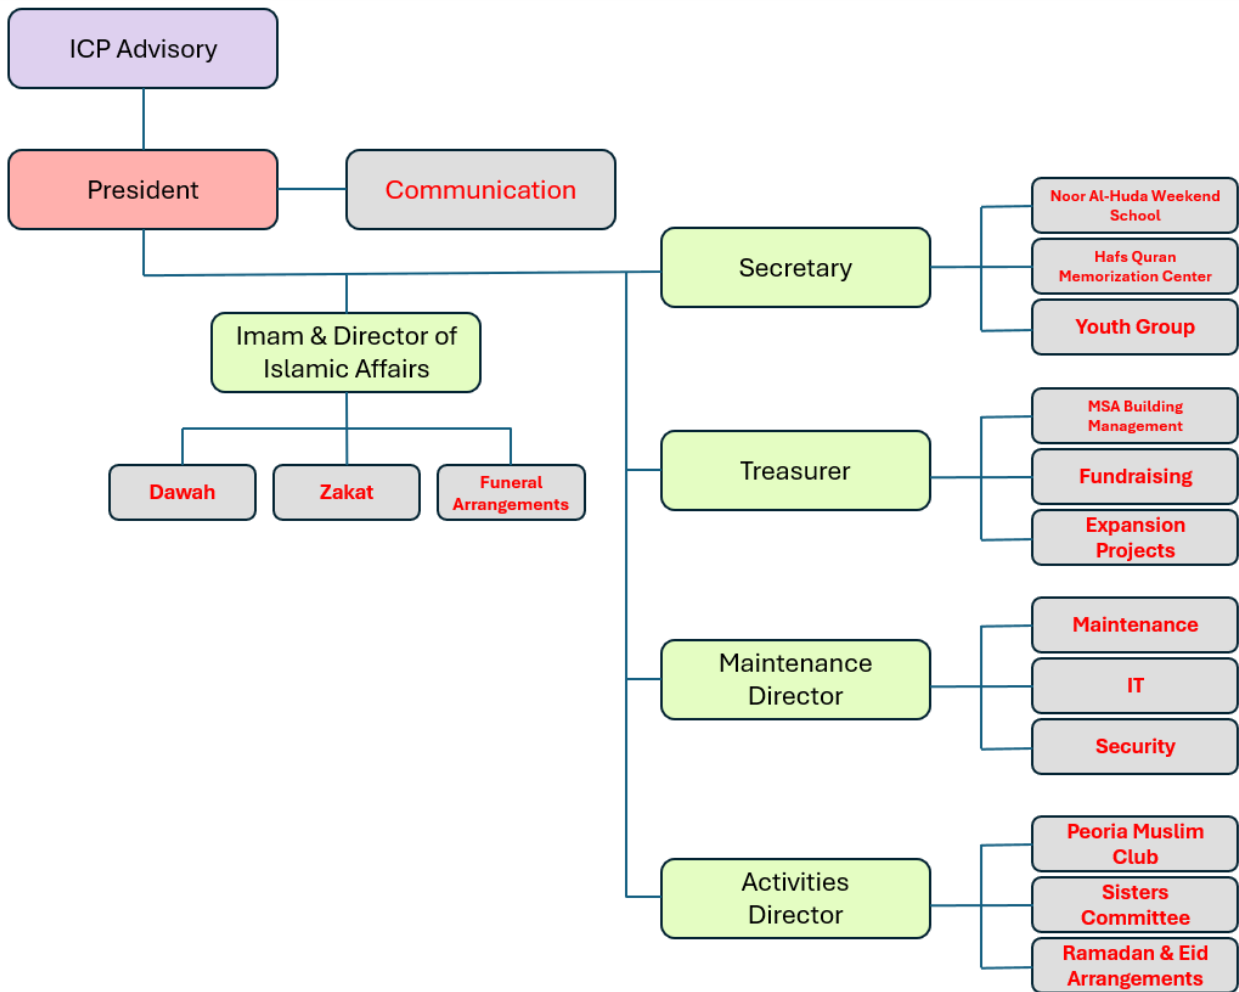 ICP Advisory
President
Communication
Secretary
Noor Al-Huda Weekend
School
Hafs Quran
Memorization Center
Youth Group
Imam & Director of
Islamic Affairs
Dawah
Zakat
Funeral
Arrangements
Treasurer
MSA Building
Management
Fundraising
Expansion
Projects
Maintenance
Director
Maintenance
IT
Security
Activities
Director
Peoria Muslim
Club
Sisters
Committee
Ramadan & Eid
Arrangements